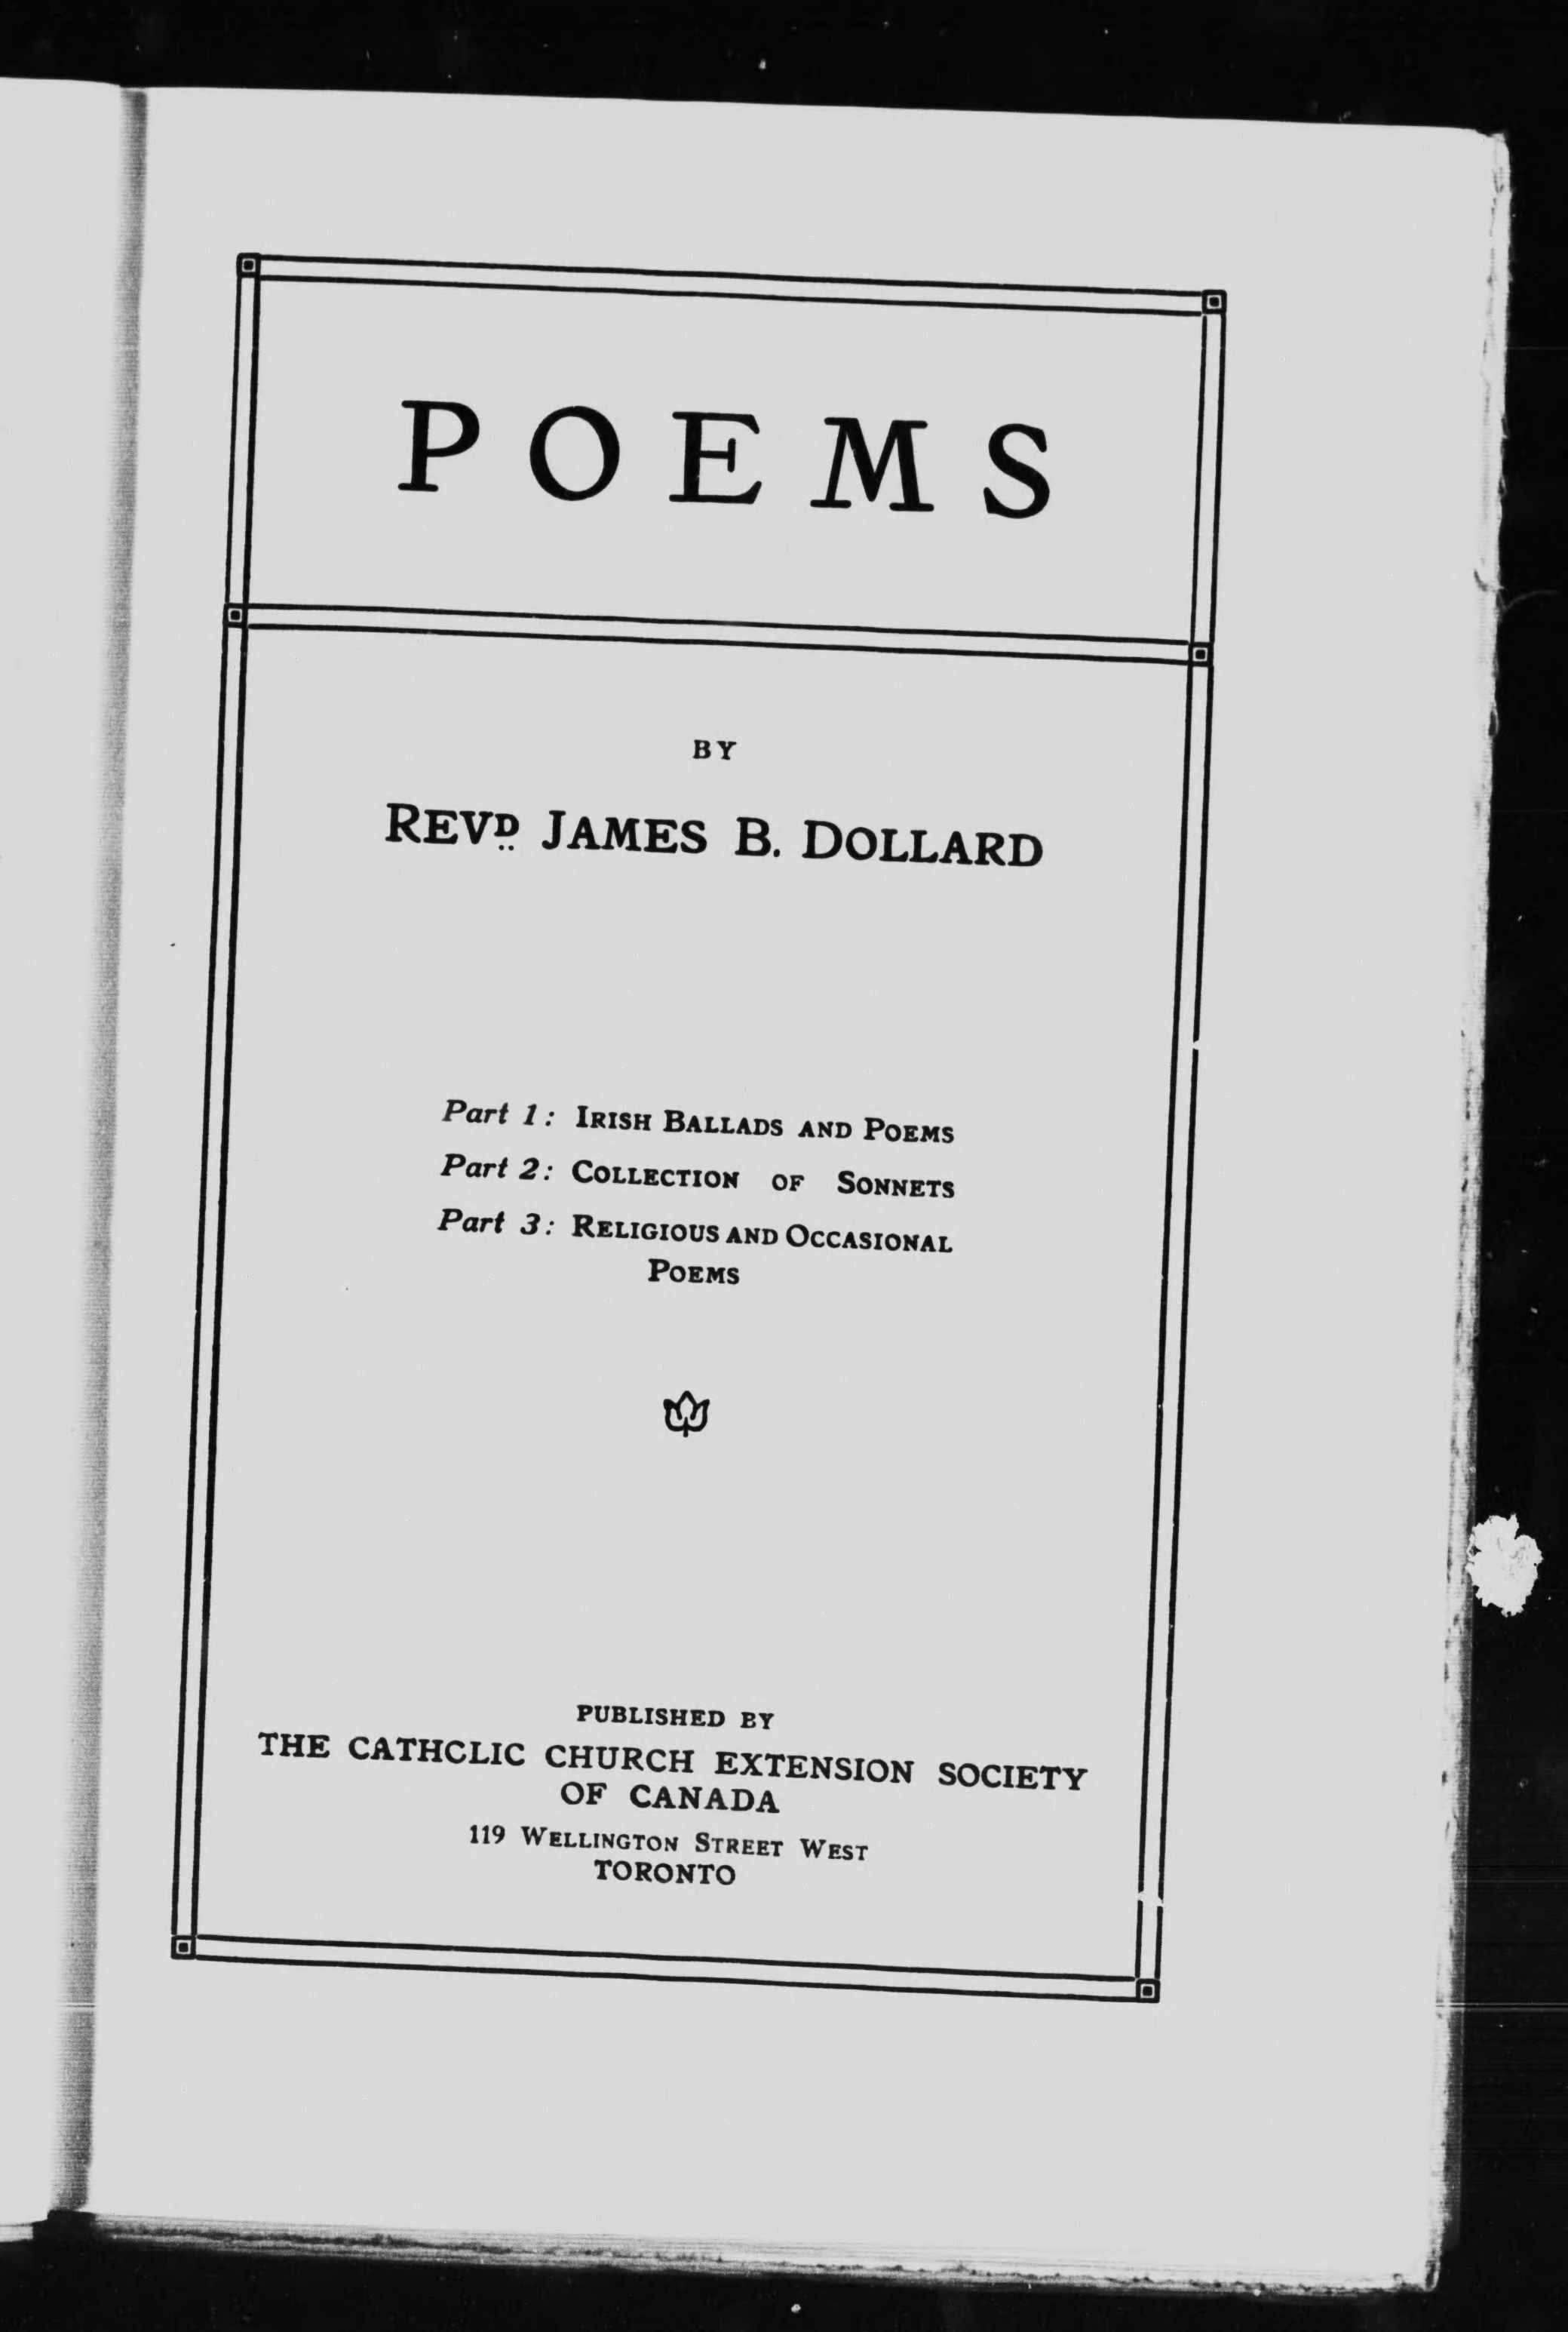 POEMS
BY
REVD JAMES B. DOLLARD
Part 1: IRISH BALLADS AND POEMS
Part 2: COLLECTION OF SONNETS
Part 3: RELIGIOUS AND OCCASIONAL
POEMS
PUBLISHED BY
THE CATHCLIC CHURCH EXTENSION SOCIETY
OF CANADA
119 WELLINGTON STREET WEST
TORONTO